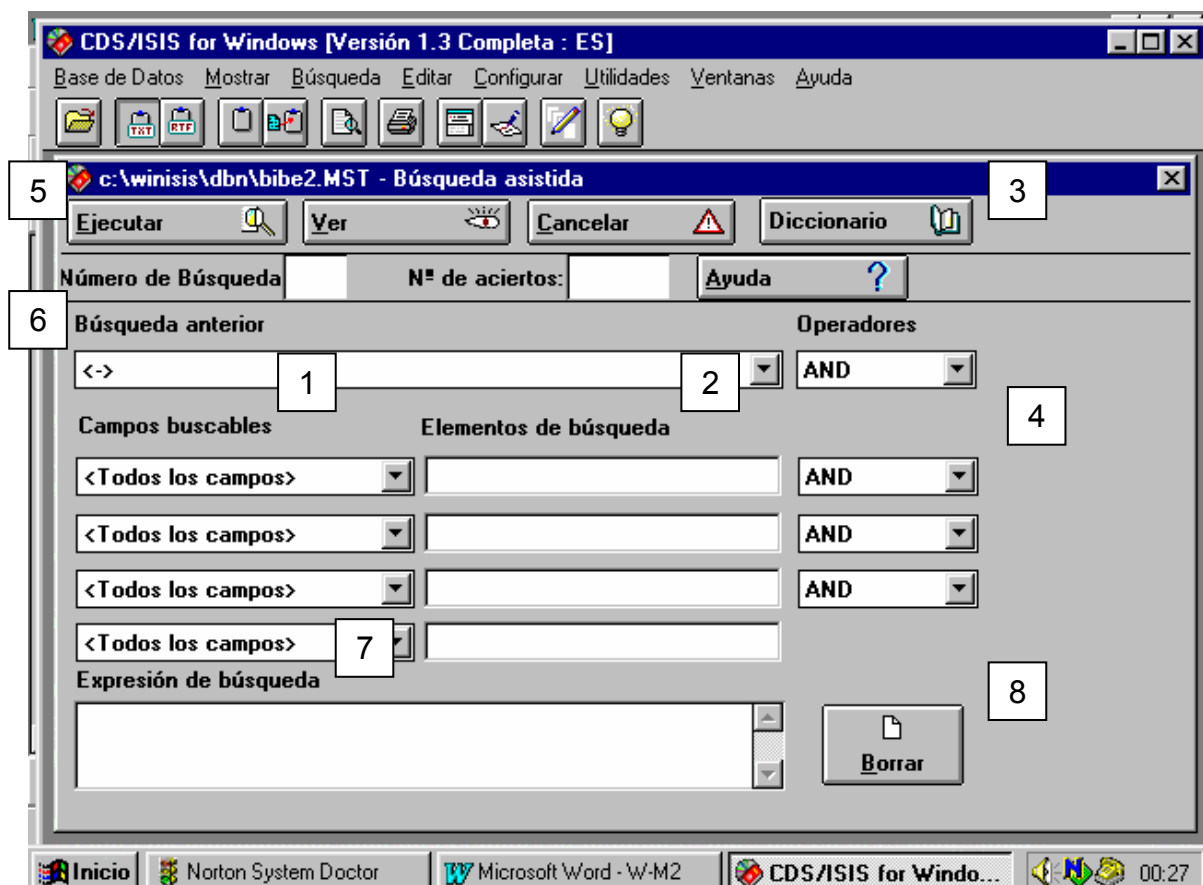 CDS/ISIS for Windows [Versión 1.3 Completa : ES]
Base de Datos Mostrar Búsqueda Editar Configurar Utilidades Ventanas Ayuda
TXT RTF
5 c:\winisis\dbn\bibe2.MST - Búsqueda asistida 3
Ejecutar Ver Cancelar Diccionario
Número de Búsqueda Nº de aciertos: Ayuda ?
6 Búsqueda anterior Operadores
<-> 1 2 AND
4
Campos buscables Elementos de búsqueda
<Todos los campos> AND
<Todos los campos> AND
<Todos los campos> AND
<Todos los campos> 7
Expresión de búsqueda
8
Borrar
Inicio Norton System Doctor Microsoft Word - W-M2 CDS/ISIS for Windo... N 00:27